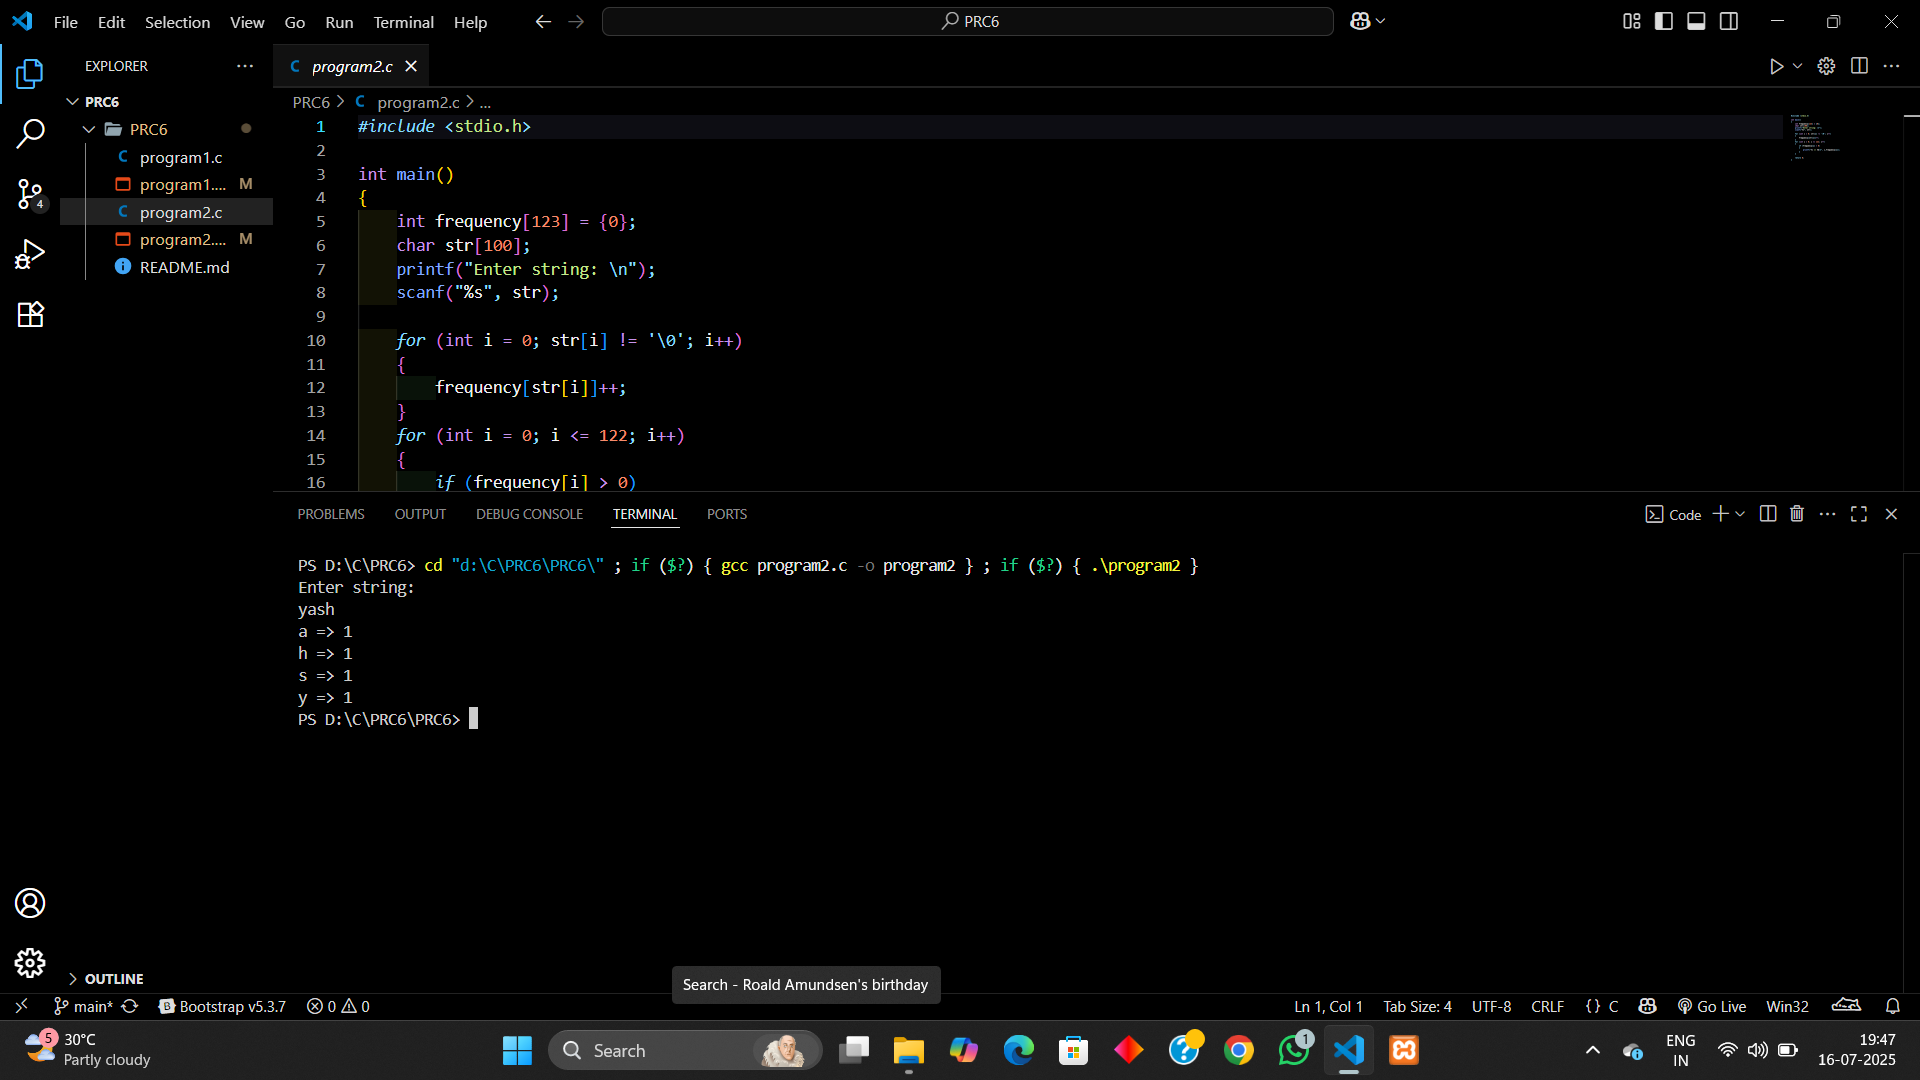 File Edit Selection View Go Run Terminal Help
PRC6
EXPLORER
program2.c
PRC6
PRC6
program1.c
program1.... M
program2.c
program2.... M
README.md
4
PRC6 > program2.c > ...
1 #include <stdio.h>
2
3 int main()
4 {
5 int frequency[123] = {0};
6 char str[100];
7 printf("Enter string: \n");
8 scanf("%s", str);
9
10 for (int i = 0; str[i] != '\0'; i++)
11 {
12 frequency[str[i]]++;
13 }
14 for (int i = 0; i <= 122; i++)
15 {
16 if (frequency[i] > 0)
PROBLEMS OUTPUT DEBUG CONSOLE TERMINAL PORTS
Code
PS D:\C\PRC6> cd "d:\C\PRC6\PRC6\" ; if ($?) { gcc program2.c -o program2 } ; if ($?) { .\program2 }
Enter string:
yash
a => 1
h => 1
s => 1
y => 1
PS D:\C\PRC6\PRC6>
OUTLINE
Search - Roald Amundsen's birthday
main* Bootstrap v5.3.7 0 0
Ln 1, Col 1 Tab Size: 4 UTF-8 CRLF {} C Go Live Win32
5
30°C
Partly cloudy
Search
1
ENG
IN
19:47
16-07-2025